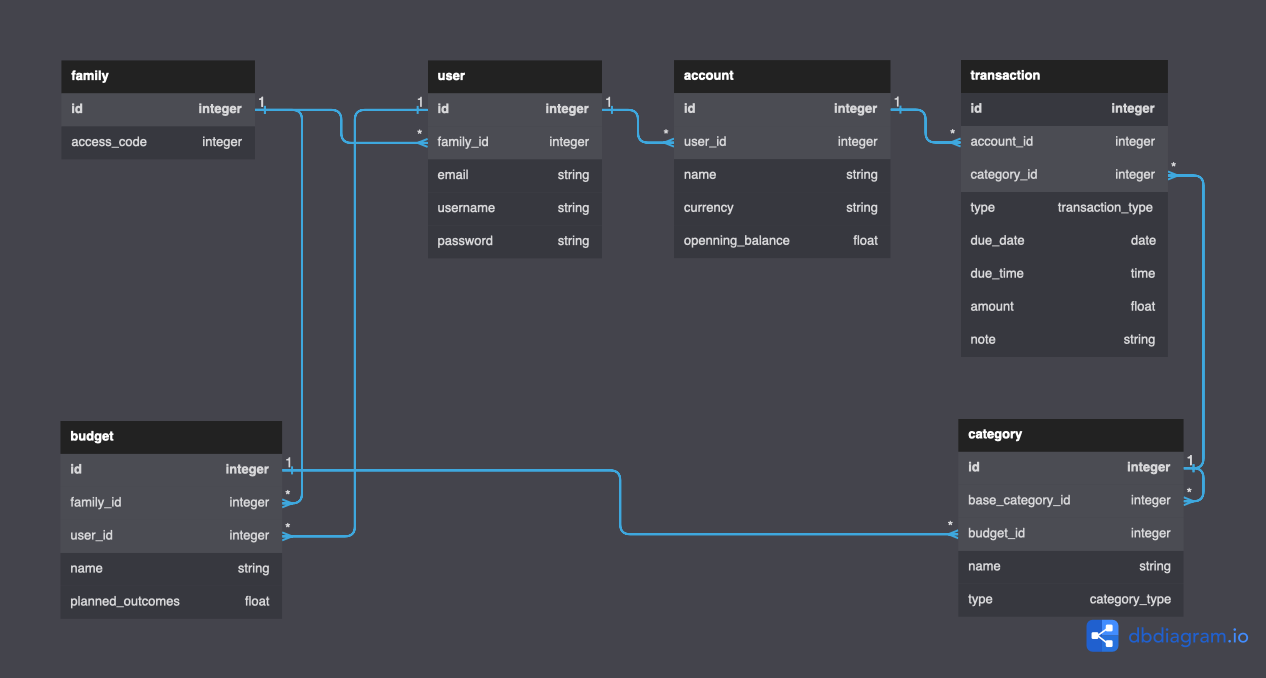 family
id integer 1
access_code integer
user
1 id integer 1
* family_id integer
email string
username string
password string
account
id integer 1
* user_id integer
name string
currency string
openning_balance float
transaction
id integer
* account_id integer
category_id integer *
type transaction_type
due_date date
due_time time
amount float
note string
budget
id integer 1
family_id integer *
user_id integer *
name string
planned_outcomes float
category
id integer 1
base_category_id integer *
* budget_id integer
name string
type category_type
dbdiagram.io